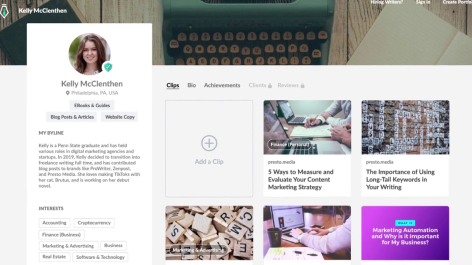 Kelly McClenthen
Hiring Writers?
Sign In
Create Portfolio
Kelly McClenthen
Philadelphia, PA, USA
EBooks & Guides
Blog Posts & Articles
Website Copy
MY BYLINE
Kelly is a Penn State graduate and has held
various roles in digital marketing agencies and
startups. In 2019, Kelly decided to transition into
freelance writing full time, and has contributed
blog posts to brands like ProWriter, Zenpost,
and Presto Media. She loves making TikToks with
her cat, Brutus, and is working on her debut
novel.
INTERESTS
Accounting
Cryptocurrency
Finance (Business)
Marketing & Advertising
Business
Real Estate
Software & Technology
Clips
Bio
Achievements
Clients
Reviews
Add a Clip
Finance (Personal)
presto.media
5 Ways to Measure and
Evaluate Your Content
Marketing Strategy
presto.media
The Importance of Using
Long-Tail Keywords in
Your Writing
Marketing & Advertising
Marketing Automation
and Why is it Important
for My Business?